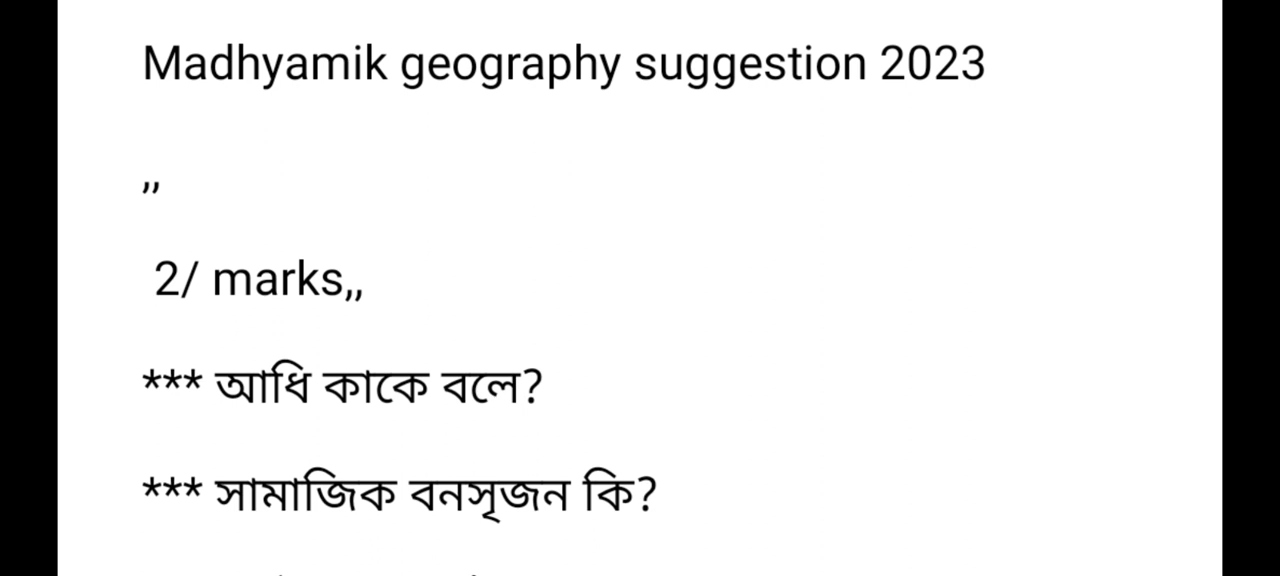 Madhyamik geography suggestion 2023
,,
2/ marks,,
*** আধি কাকে বলে?
*** সামাজিক বনসৃজন কি?